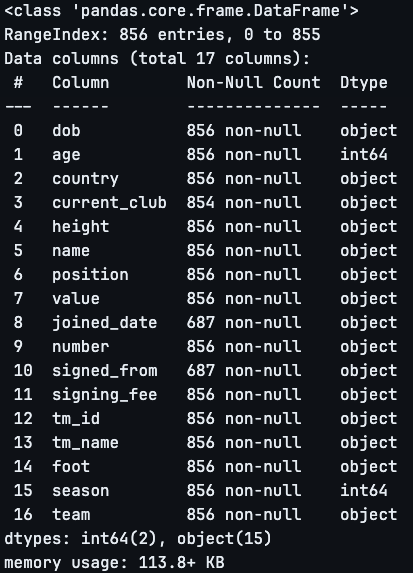 <class 'pandas.core.frame.DataFrame'>
RangeIndex: 856 entries, 0 to 855
Data columns (total 17 columns):
 #   Column        Non-Null Count  Dtype
---  ------        --------------  -----
 0   dob           856 non-null    object
 1   age           856 non-null    int64
 2   country       856 non-null    object
 3   current_club  854 non-null    object
 4   height        856 non-null    object
 5   name          856 non-null    object
 6   position      856 non-null    object
 7   value         856 non-null    object
 8   joined_date   687 non-null    object
 9   number        856 non-null    object
 10  signed_from   687 non-null    object
 11  signing_fee   856 non-null    object
 12  tm_id         856 non-null    object
 13  tm_name       856 non-null    object
 14  foot          856 non-null    object
 15  season        856 non-null    int64
 16  team          856 non-null    object
dtypes: int64(2), object(15)
memory usage: 113.8+ KB